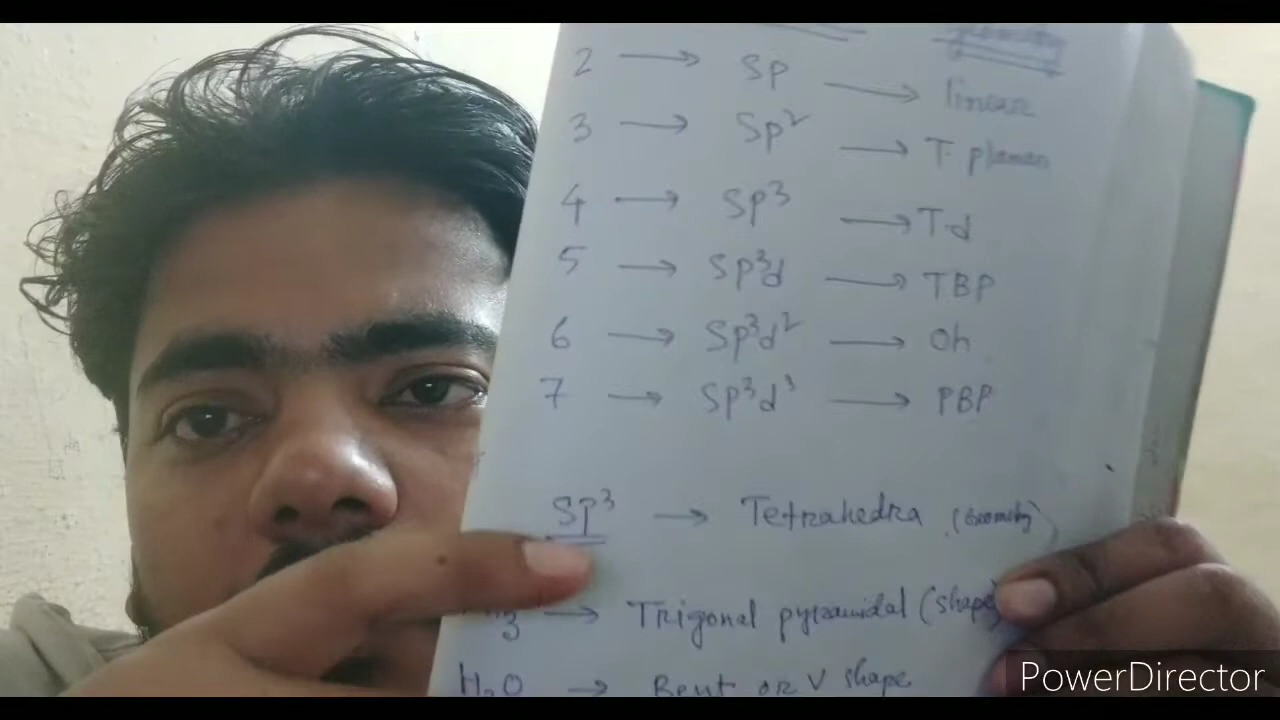 geometry
2 → Sp → linear
3 → Sp² → T. planar
4 → Sp³ → Td
5 → Sp³d → TBP
6 → Sp³d² → Oh
7 → Sp³d³ → PBP
Sp³ → Tetrahedra (Geometry)
3 → Trigonal pyramidal (shape)
H₂O → Bent or V shape
PowerDirector